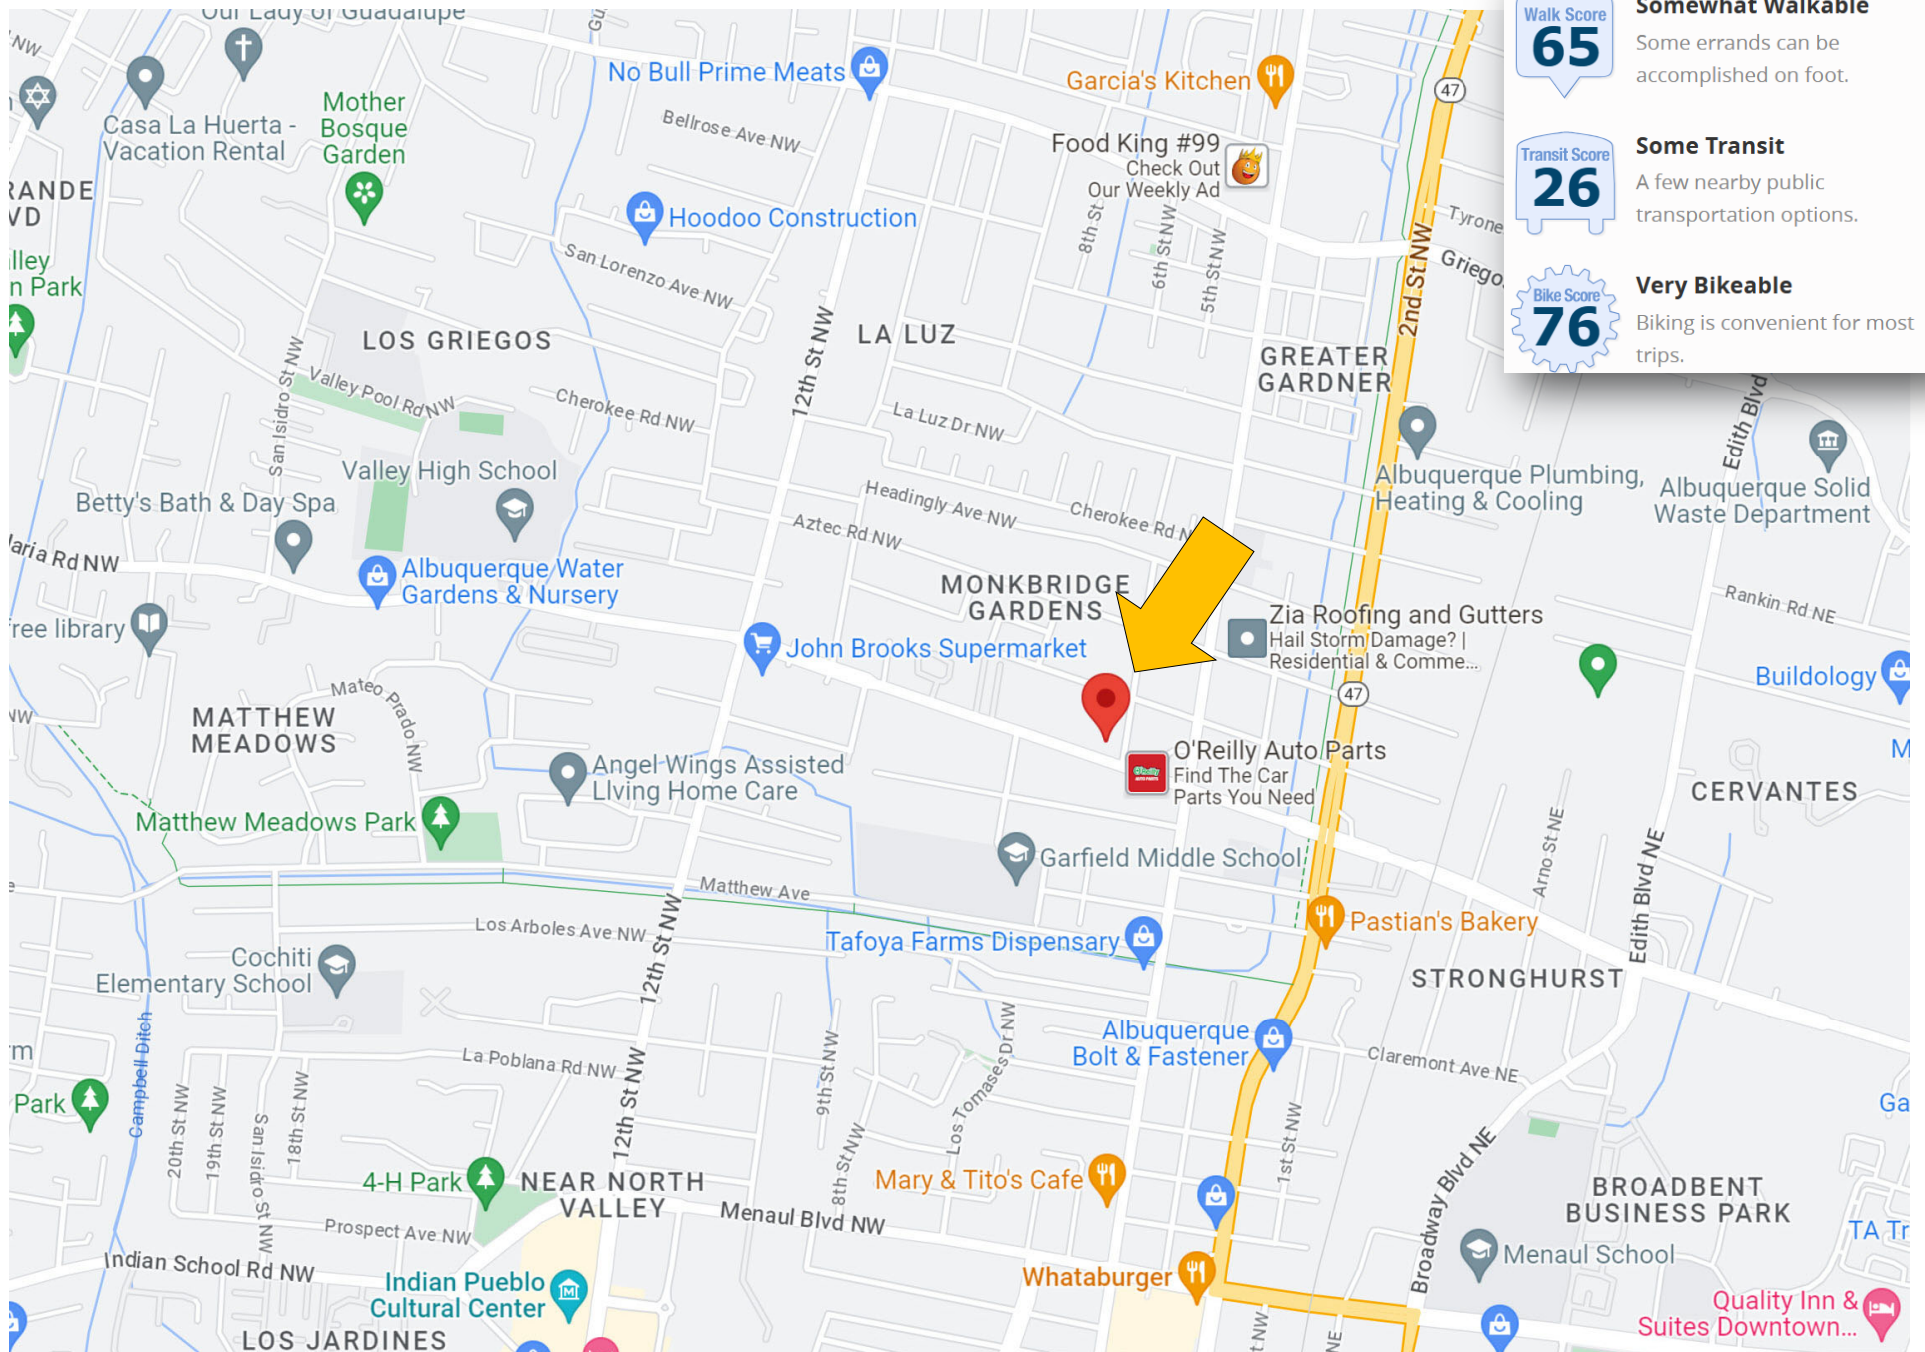 Our Lady of Guadalupe
NW
No Bull Prime Meats
Garcia's Kitchen
47
Walk Score
65
Somewhat Walkable
Some errands can be
accomplished on foot.
Casa La Huerta -
Vacation Rental
Mother
Bosque
Garden
Bellrose Ave NW
Food King #99
Check Out
Our Weekly Ad
Transit Score
26
Some Transit
A few nearby public
transportation options.
RANDE
VD
Hoodoo Construction
8th St
6th St NW
5th St NW
2nd St NW
Tyrone
Griegos
lley
n Park
San Lorenzo Ave NW
Bike Score
76
Very Bikeable
Biking is convenient for most
trips.
LOS GRIEGOS
12th St NW
LA LUZ
GREATER
GARDNER
San Isidro St NW
Valley Pool Rd NW
Cherokee Rd NW
La Luz Dr NW
Edith Blvd
Valley High School
Betty's Bath & Day Spa
Headingly Ave NW
Cherokee Rd N
Aztec Rd NW
Albuquerque Plumbing,
Heating & Cooling
Albuquerque Solid
Waste Department
aria Rd NW
Albuquerque Water
Gardens & Nursery
MONKBRIDGE
GARDENS
Rankin Rd NE
ree library
John Brooks Supermarket
Zia Roofing and Gutters
Hail Storm Damage? |
Residential & Comme...
47
Buildology
NW
Mateo
Prado NW
MATTHEW
MEADOWS
Angel Wings Assisted
LIving Home Care
O'Reilly Auto Parts
Find The Car
Parts You Need
M
CERVANTES
Matthew Meadows Park
Garfield Middle School
Arno St NE
Edith Blvd NE
Matthew Ave
e
Los Arboles Ave NW
12th St NW
Tafoya Farms Dispensary
Pastian's Bakery
Cochiti
Elementary School
STRONGHURST
rm
Campbell Ditch
La Poblana Rd NW
12th St NW
9th St NW
Los Tomases Dr NW
Albuquerque
Bolt & Fastener
Claremont Ave NE
Park
20th St NW
19th St NW
San Isidro St NW
18th St NW
8th St NW
1st St NW
Ga
4-H Park
NEAR NORTH
VALLEY
Mary & Tito's Cafe
Broadway Blvd NE
BROADBENT
BUSINESS PARK
Prospect Ave NW
Menaul Blvd NW
TA Tr
Indian School Rd NW
Menaul School
Indian Pueblo
Cultural Center
Whataburger
Quality Inn &
Suites Downtown...
LOS JARDINES
t NW
NE